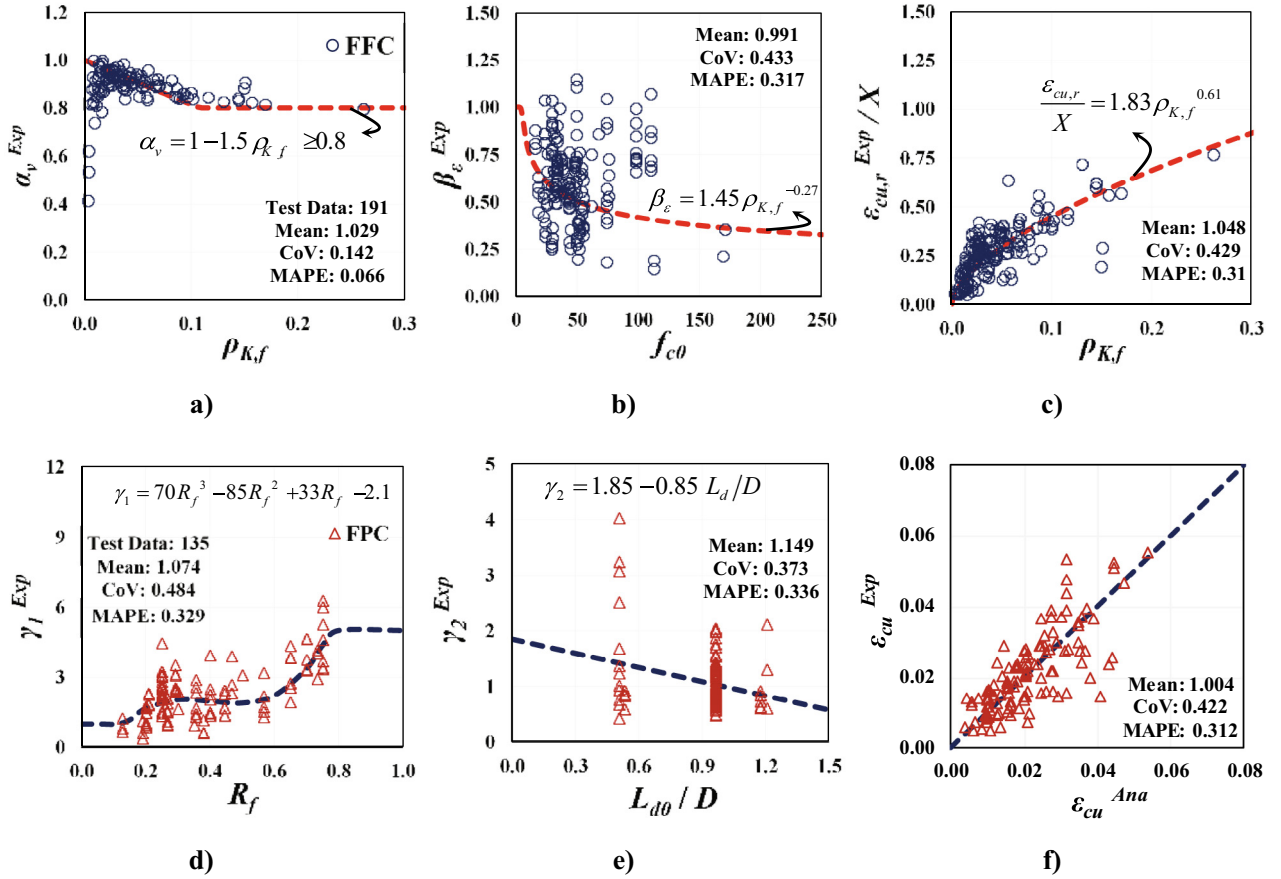 1.0
0.8
0.6
0.4
0.2
0.0
α_v^Exp
FFC
α_v = 1−1.5 ρ_K f ≥0.8
Test Data: 191
Mean: 1.029
CoV: 0.142
MAPE: 0.066
0.0 0.1 0.2 0.3
ρ_K,f
a)
1.50
1.25
1.00
0.75
0.50
0.25
0.00
β_ε^Exp
Mean: 0.991
CoV: 0.433
MAPE: 0.317
β_ε = 1.45 ρ_K,f^−0.27
0 50 100 150 200 250
f_c0
b)
1.50
1.25
1.00
0.75
0.50
0.25
0.00
ε_cu,r^Exp / X
ε_cu,r / X = 1.83 ρ_K,f^0.61
Mean: 1.048
CoV: 0.429
MAPE: 0.31
0.0 0.1 0.2 0.3
ρ_K,f
c)
12
9
6
3
0
γ_1^Exp
γ_1 = 70R_f^3 −85R_f^2 +33R_f −2.1
FPC
Test Data: 135
Mean: 1.074
CoV: 0.484
MAPE: 0.329
0.0 0.2 0.4 0.6 0.8 1.0
R_f
d)
5
4
3
2
1
0
γ_2^Exp
γ_2 = 1.85 −0.85 L_d/D
Mean: 1.149
CoV: 0.373
MAPE: 0.336
0.0 0.3 0.6 0.9 1.2 1.5
L_d0 / D
e)
0.08
0.06
0.04
0.02
0.00
ε_cu^Exp
Mean: 1.004
CoV: 0.422
MAPE: 0.312
0.00 0.02 0.04 0.06 0.08
ε_cu^Ana
f)